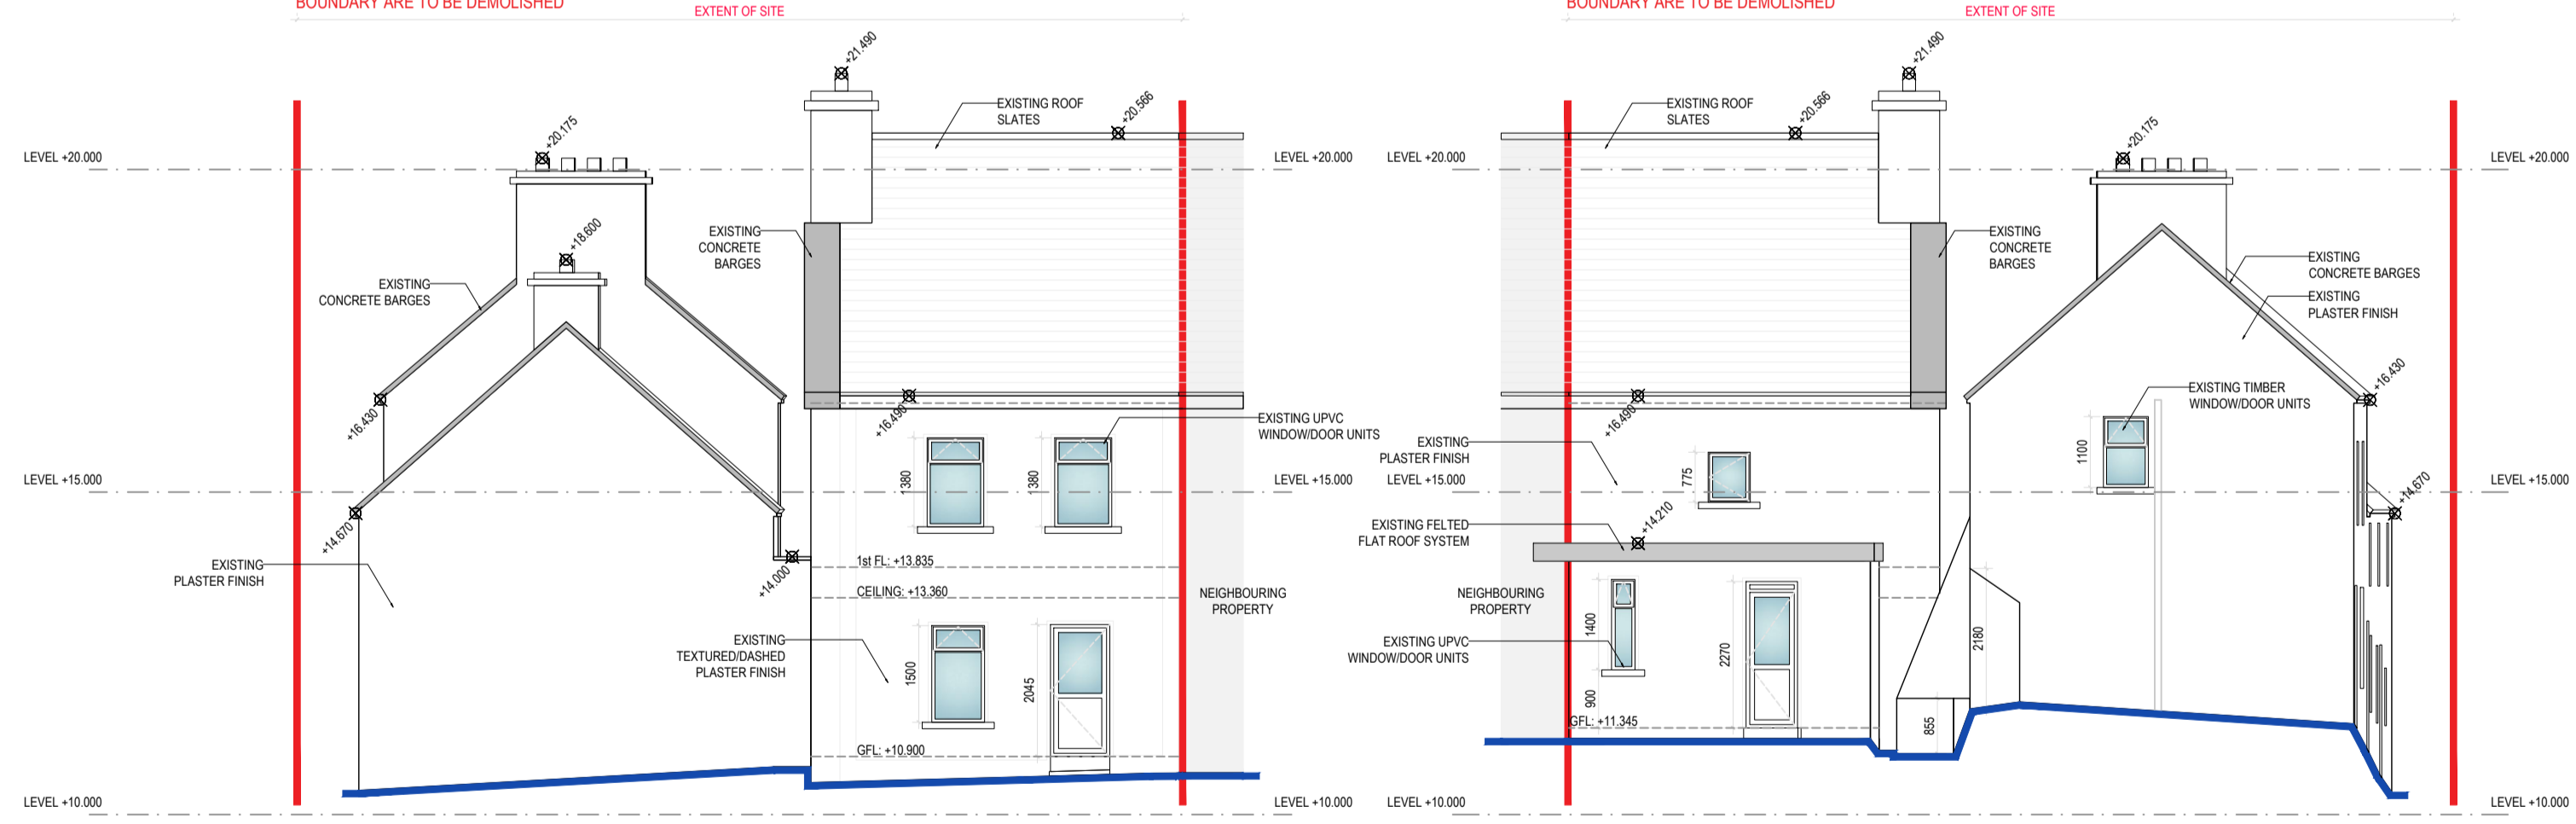 BOUNDARY ARE TO BE DEMOLISHED
EXTENT OF SITE
+21.490
EXISTING ROOF
SLATES
+20.566
+20.175
LEVEL +20.000
LEVEL +20.000
+18.600
EXISTING
CONCRETE
BARGES
EXISTING
CONCRETE BARGES
+16.430
+16.490
EXISTING UPVC
WINDOW/DOOR UNITS
1380
1380
LEVEL +15.000
LEVEL +15.000
+14.670
+14.000
1st FL: +13.835
CEILING: +13.360
EXISTING
PLASTER FINISH
NEIGHBOURING
PROPERTY
EXISTING
TEXTURED/DASHED
PLASTER FINISH
1500
2045
GFL: +10.900
LEVEL +10.000
LEVEL +10.000
BOUNDARY ARE TO BE DEMOLISHED
EXTENT OF SITE
+21.490
EXISTING ROOF
SLATES
+20.566
+20.175
LEVEL +20.000
LEVEL +20.000
EXISTING
CONCRETE
BARGES
EXISTING
CONCRETE BARGES
EXISTING
PLASTER FINISH
+16.430
+16.490
EXISTING TIMBER
WINDOW/DOOR UNITS
EXISTING
PLASTER FINISH
775
1100
LEVEL +15.000
LEVEL +15.000
+14.670
+14.210
EXISTING FELTED
FLAT ROOF SYSTEM
NEIGHBOURING
PROPERTY
1400
EXISTING UPVC
WINDOW/DOOR UNITS
2270
2180
900
GFL: +11.345
855
LEVEL +10.000
LEVEL +10.000